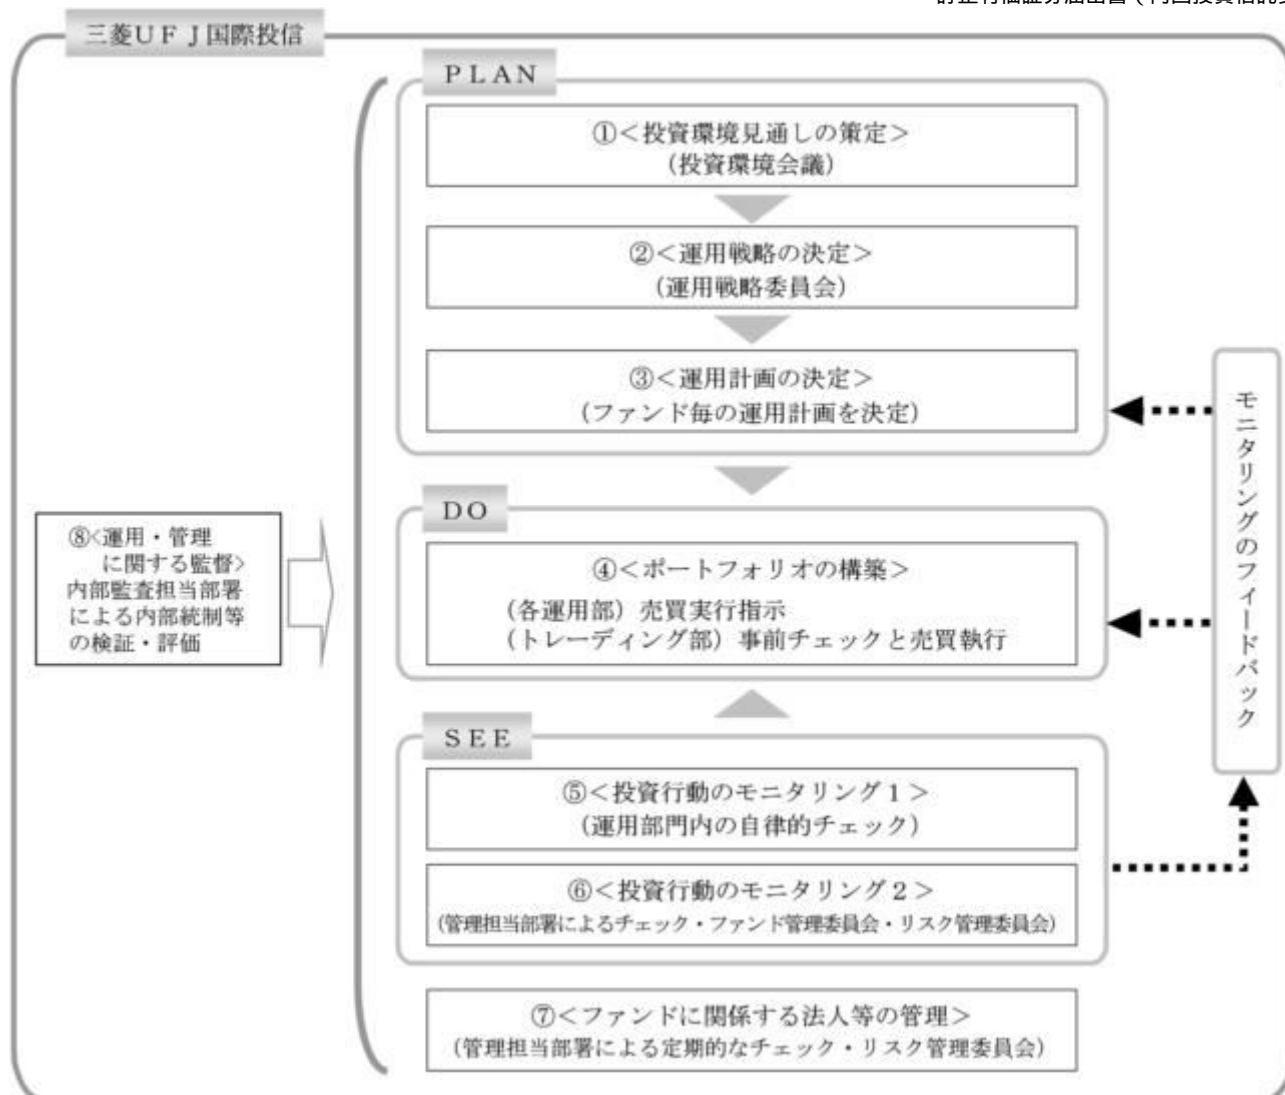 三菱UFJ国際投信
PLAN
①<投資環境見通しの策定>
(投資環境会議)
②<運用戦略の決定>
(運用戦略委員会)
③<運用計画の決定>
(ファンド毎の運用計画を決定)
DO
④<ポートフォリオの構築>
(各運用部)売買実行指示
(トレーディング部)事前チェックと売買執行
SEE
⑤<投資行動のモニタリング1>
(運用部門内の自律的チェック)
⑥<投資行動のモニタリング2>
(管理担当部署によるチェック・ファンド管理委員会・リスク管理委員会)
⑦<ファンドに関係する法人等の管理>
(管理担当部署による定期的なチェック・リスク管理委員会)
⑧<運用・管理
に関する監督>
内部監査担当部署
による内部統制等
の検証・評価
モニタリングのフィードバック